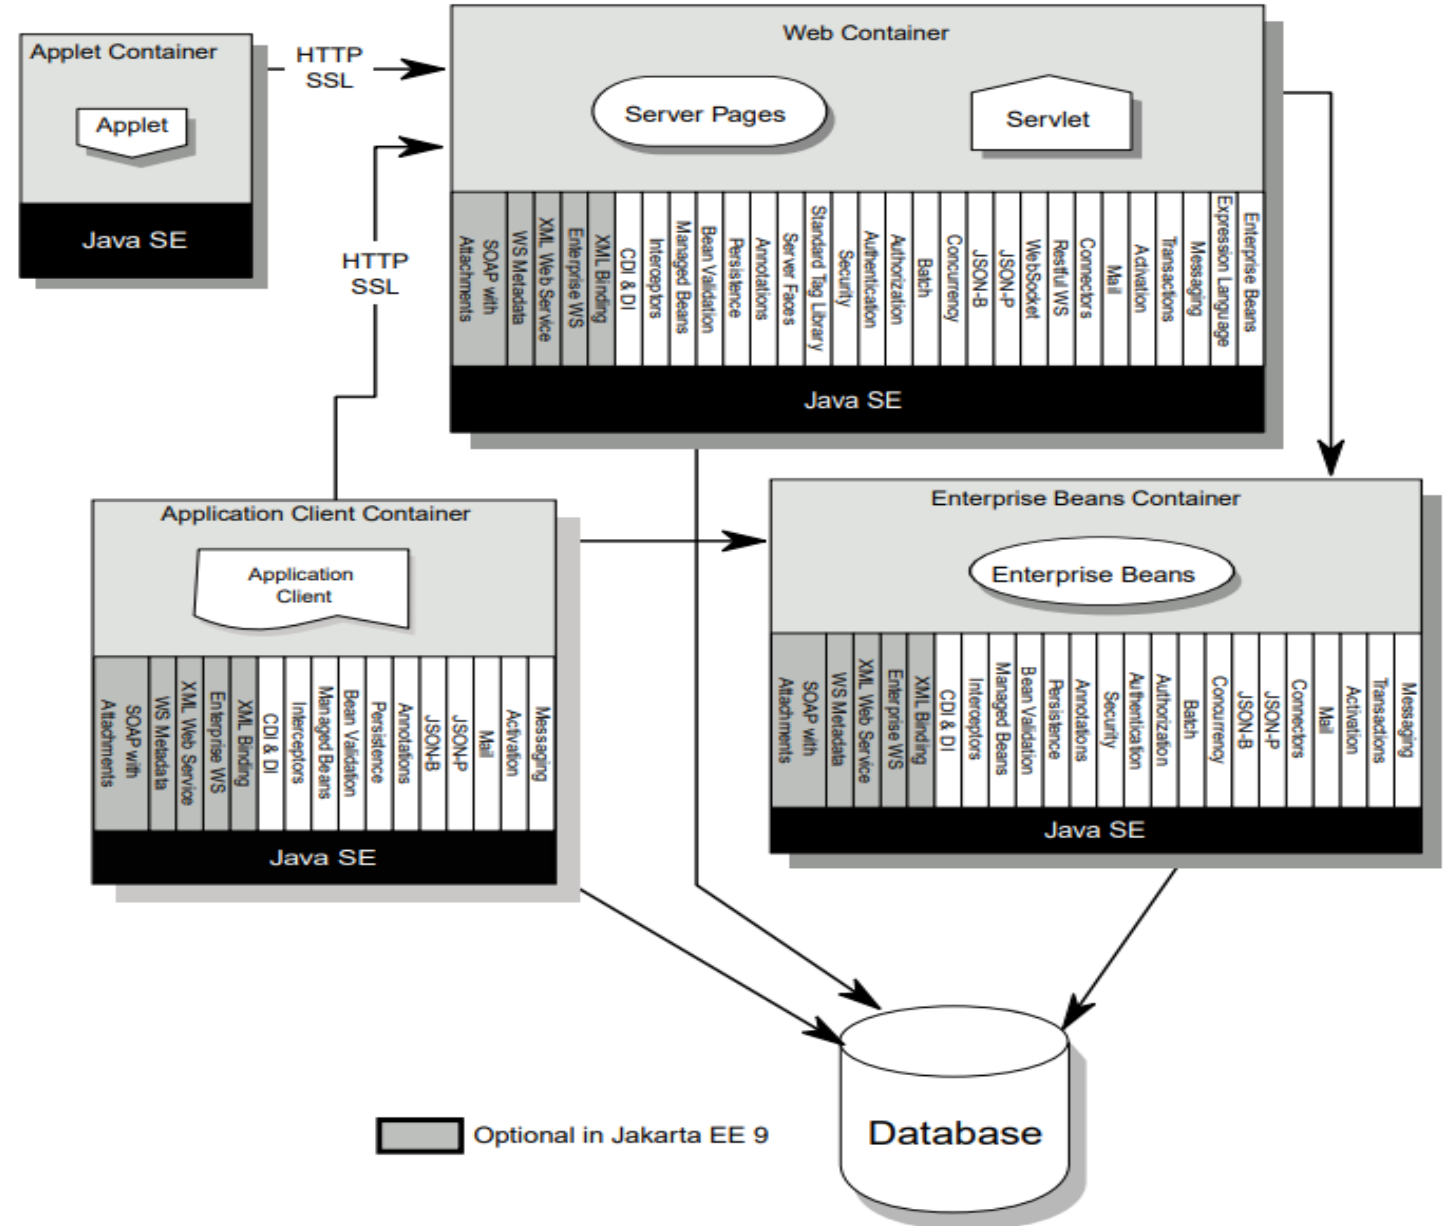 Applet Container
Applet
Java SE
HTTP
SSL
HTTP
SSL
Web Container
Server Pages
Servlet
SOAP with
Attachments
WS Metadata
XML Web Service
Enterprise WS
XML Binding
CDI & DI
Interceptors
Managed Beans
Bean Validation
Persistence
Annotations
Server Faces
Standard Tag Library
Security
Authentication
Authorization
Batch
Concurrency
JSON-B
JSON-P
WebSocket
Restful WS
Connectors
Mail
Activation
Transactions
Messaging
Expression Language
Enterprise Beans
Java SE
Application Client Container
Application
Client
SOAP with
Attachments
WS Metadata
XML Web Service
Enterprise WS
XML Binding
CDI & DI
Interceptors
Managed Beans
Bean Validation
Persistence
Annotations
JSON-B
JSON-P
Mail
Activation
Messaging
Java SE
Enterprise Beans Container
Enterprise Beans
SOAP with
Attachments
WS Metadata
XML Web Service
Enterprise WS
XML Binding
CDI & DI
Interceptors
Managed Beans
Bean Validation
Persistence
Annotations
Security
Authentication
Authorization
Batch
Concurrency
JSON-B
JSON-P
Connectors
Mail
Activation
Transactions
Messaging
Java SE
Database
Optional in Jakarta EE 9